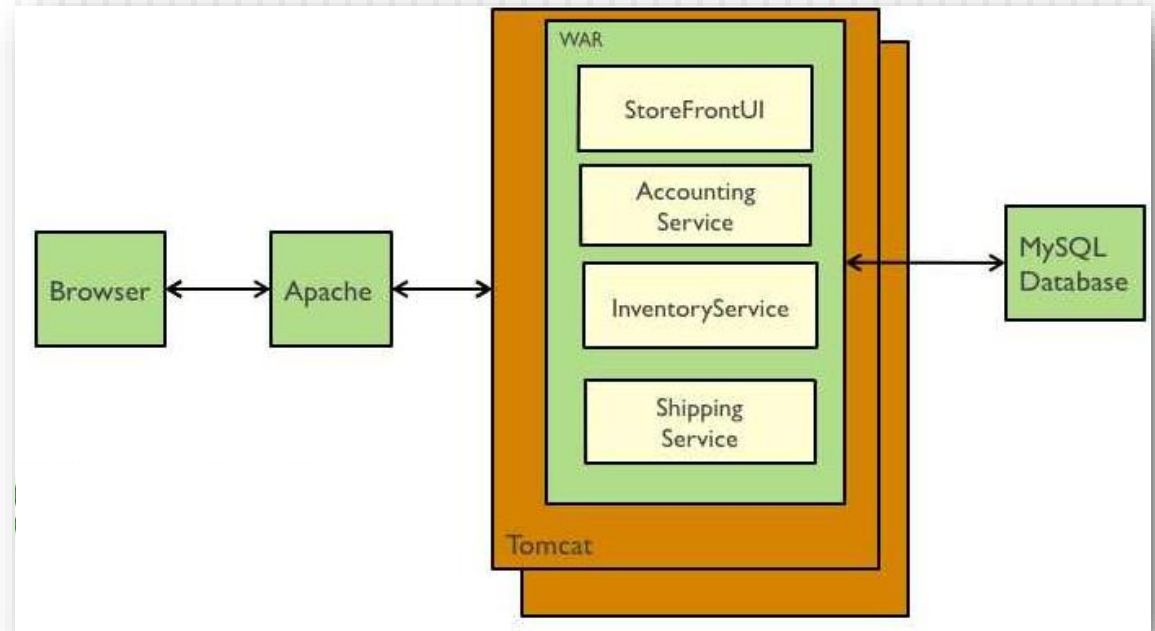 WAR
StoreFrontUI
Accounting
Service
InventoryService
Shipping
Service
Tomcat
Browser
Apache
MySQL
Database